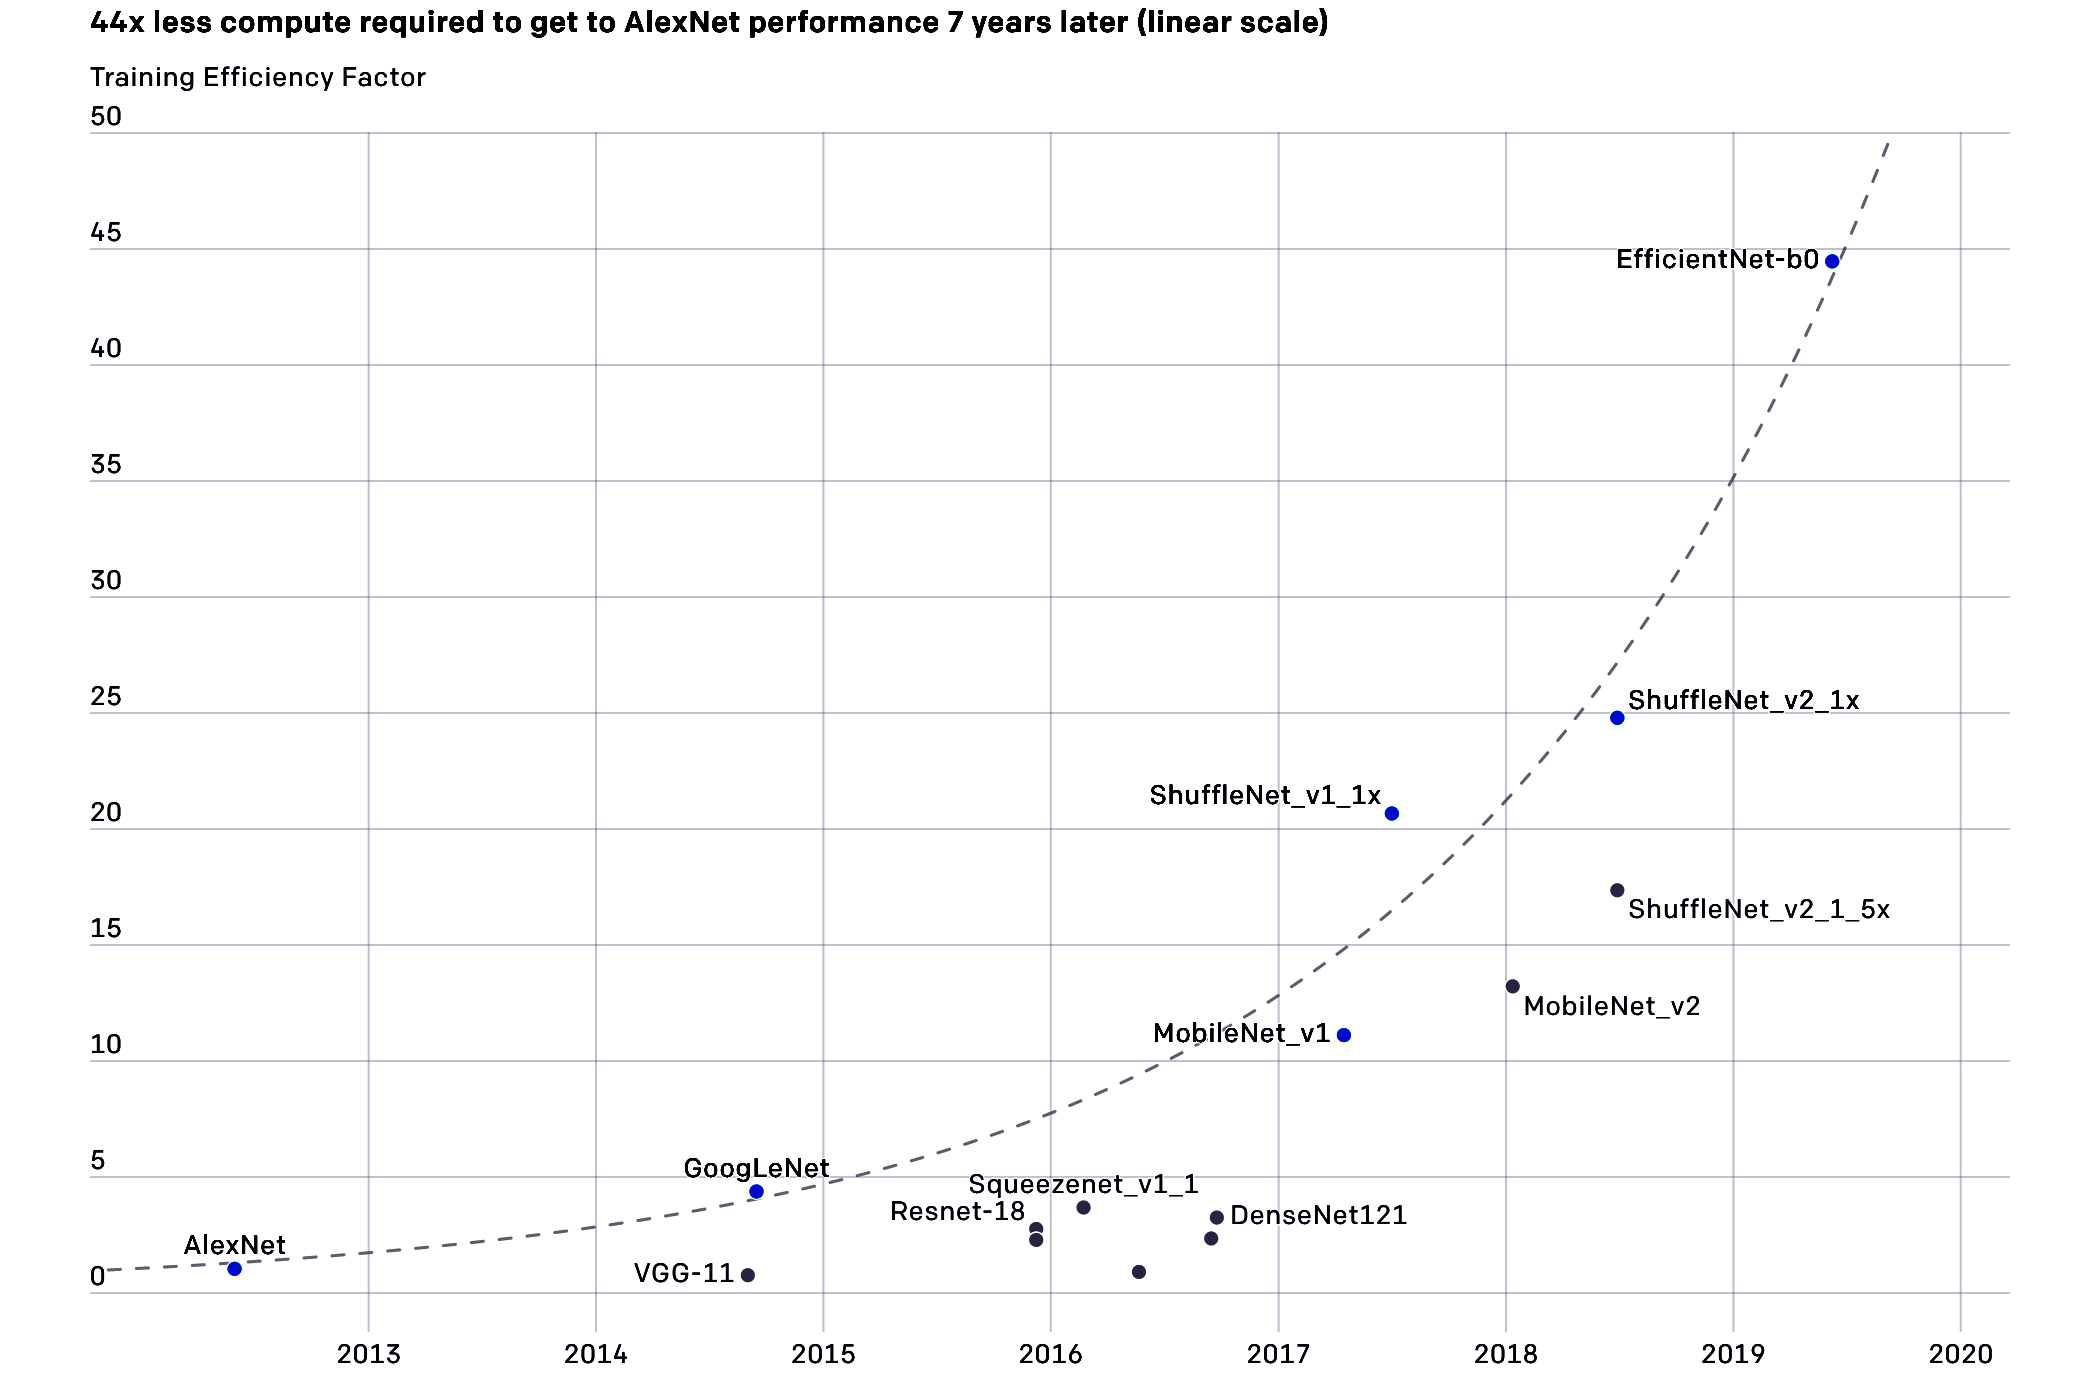 44x less compute required to get to AlexNet performance 7 years later (linear scale)
Training Efficiency Factor
50
45
EfficientNet-b0
40
35
30
25
ShuffleNet_v2_1x
ShuffleNet_v1_1x
20
ShuffleNet_v2_1_5x
15
MobileNet_v2
MobileNet_v1
10
5
GoogLeNet
Squeezenet_v1_1
Resnet-18
DenseNet121
AlexNet
VGG-11
0
2013 2014 2015 2016 2017 2018 2019 2020